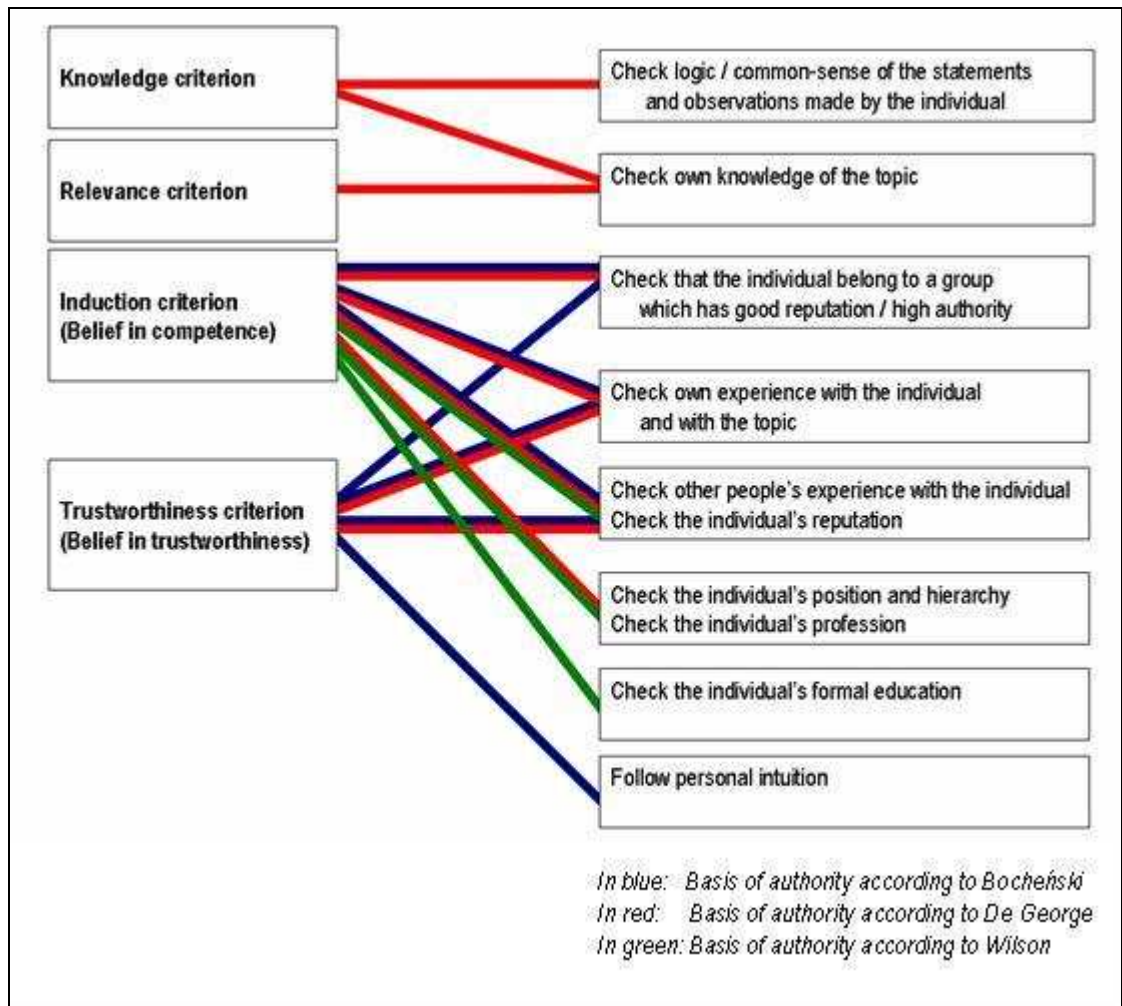 Knowledge criterion
Relevance criterion
Induction criterion
(Belief in competence)
Trustworthiness criterion
(Belief in trustworthiness)
Check logic / common-sense of the statements
and observations made by the individual
Check own knowledge of the topic
Check that the individual belong to a group
which has good reputation / high authority
Check own experience with the individual
and with the topic
Check other people's experience with the individual
Check the individual's reputation
Check the individual's position and hierarchy
Check the individual's profession
Check the individual's formal education
Follow personal intuition
In blue: Basis of authority according to Bocheński
In red: Basis of authority according to De George
In green: Basis of authority according to Wilson